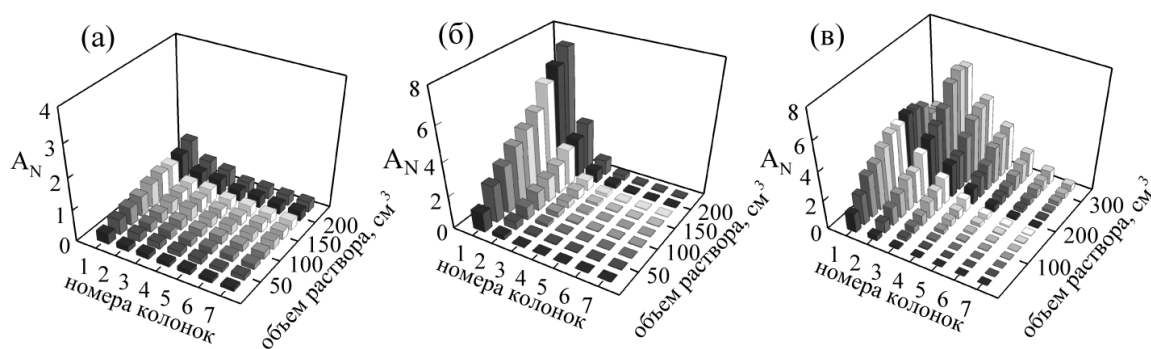 (а)
4
3
2
1
0
A_N
1 2 3 4 5 6 7
номера колонок
50 100 150 200
объем раствора, см³
(б)
8
6
4
2
0
A_N
1 2 3 4 5 6 7
номера колонок
50 100 150 200
объем раствора, см³
(в)
8
6
4
2
0
A_N
1 2 3 4 5 6 7
номера колонок
100 200 300
объем раствора, см³